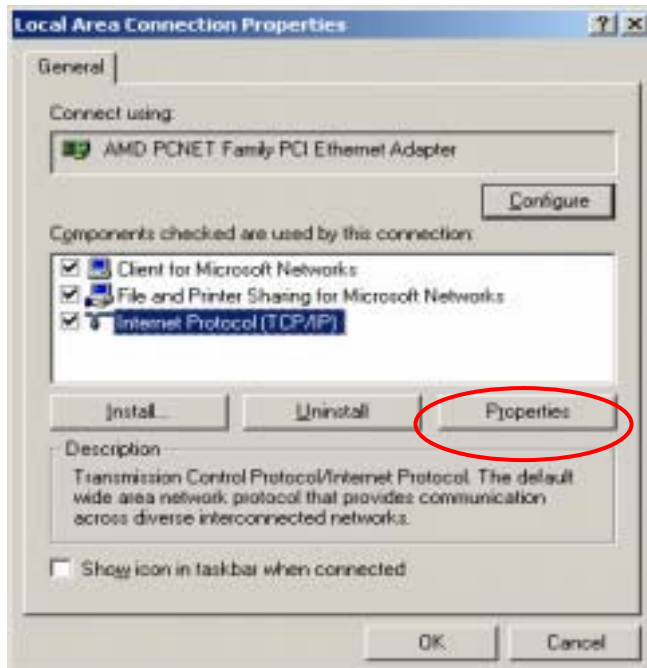 Local Area Connection Properties
General
Connect using:
AMD PCNET Family PCI Ethernet Adapter
Configure
Components checked are used by this connection:
Client for Microsoft Networks
File and Printer Sharing for Microsoft Networks
Internet Protocol (TCP/IP)
Install...
Uninstall
Properties
Description
Transmission Control Protocol/Internet Protocol. The default
wide area network protocol that provides communication
across diverse interconnected networks.
Show icon in taskbar when connected
OK
Cancel